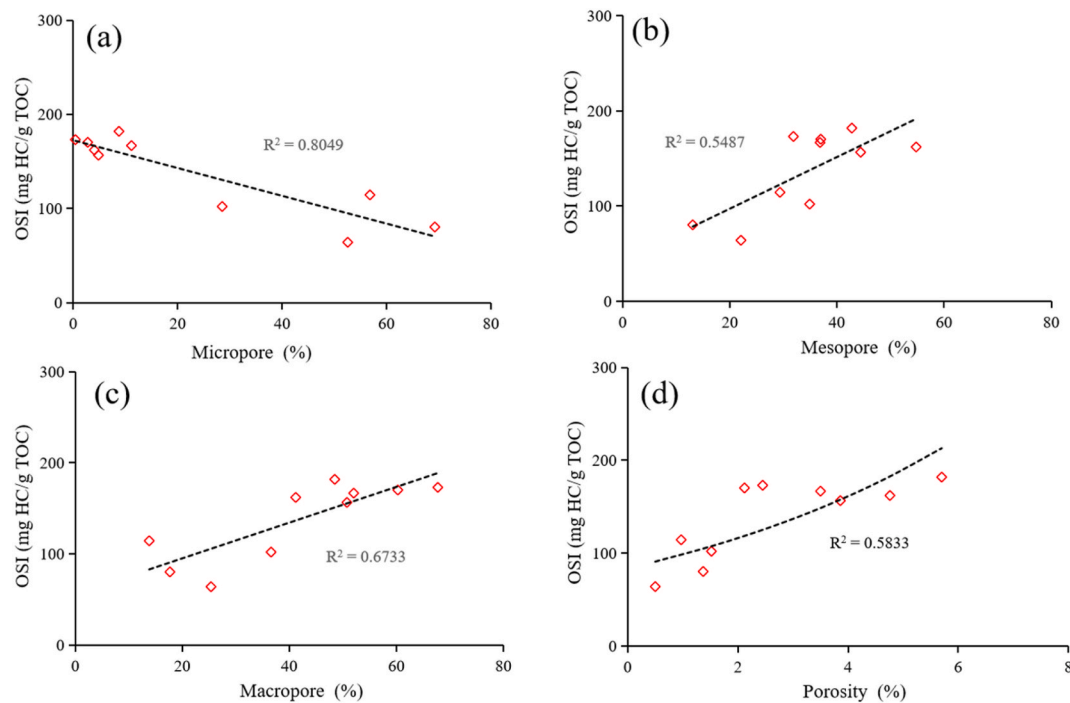 (a)
300
200
100
0
OSI (mg HC/g TOC)
R² = 0.8049
0 20 40 60 80
Micropore (%)
(b)
300
200
100
0
OSI (mg HC/g TOC)
R² = 0.5487
0 20 40 60 80
Mesopore (%)
(c)
300
200
100
0
OSI (mg HC/g TOC)
R² = 0.6733
0 20 40 60 80
Macropore (%)
(d)
300
200
100
0
OSI (mg HC/g TOC)
R² = 0.5833
0 2 4 6 8
Porosity (%)